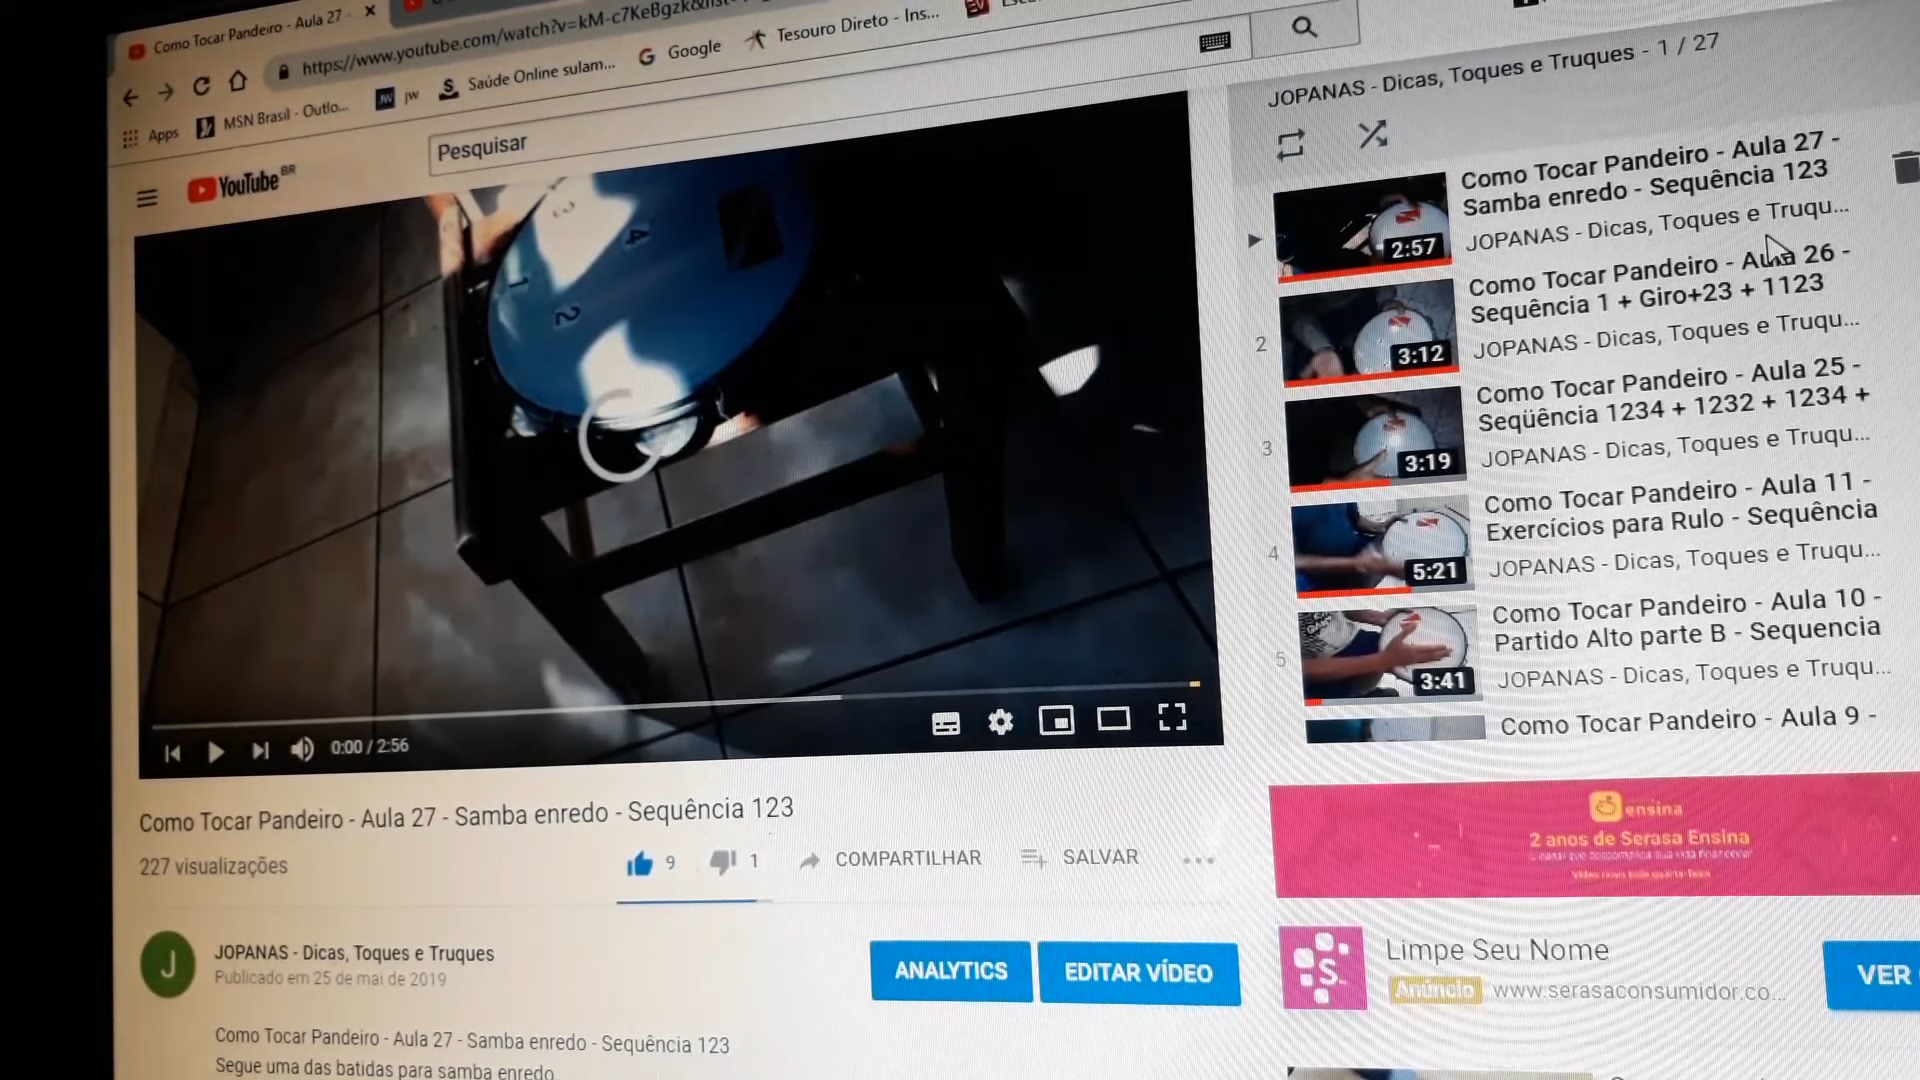 Como Tocar Pandeiro - Aula 27 -
https://www.youtube.com/watch?v=kM-c7KeBgzk&list
Apps
MSN Brasil - Outlo...
JW
jw
Saúde Online sulam...
Google
Tesouro Direto - Ins...
YouTube BR
Pesquisar
4
1
2
0:00 / 2:56
Como Tocar Pandeiro - Aula 27 - Samba enredo - Sequência 123
227 visualizações
9
1
COMPARTILHAR
SALVAR
J
JOPANAS - Dicas, Toques e Truques
Publicado em 25 de mai de 2019
ANALYTICS
EDITAR VÍDEO
Como Tocar Pandeiro - Aula 27 - Samba enredo - Sequência 123
Segue uma das batidas para samba enredo
JOPANAS - Dicas, Toques e Truques - 1 / 27
2:57
Como Tocar Pandeiro - Aula 27 -
Samba enredo - Sequência 123
JOPANAS - Dicas, Toques e Truqu...
2
3:12
Como Tocar Pandeiro - Aula 26 -
Sequência 1 + Giro+23 + 1123
JOPANAS - Dicas, Toques e Truqu...
3
3:19
Como Tocar Pandeiro - Aula 25 -
Seqüência 1234 + 1232 + 1234 +
JOPANAS - Dicas, Toques e Truqu...
4
5:21
Como Tocar Pandeiro - Aula 11 -
Exercícios para Rulo - Sequência
JOPANAS - Dicas, Toques e Truqu...
5
3:41
Como Tocar Pandeiro - Aula 10 -
Partido Alto parte B - Sequencia
JOPANAS - Dicas, Toques e Truqu...
Como Tocar Pandeiro - Aula 9 -
ensina
2 anos de Serasa Ensina
S
Limpe Seu Nome
Anúncio www.serasaconsumidor.co...
VER